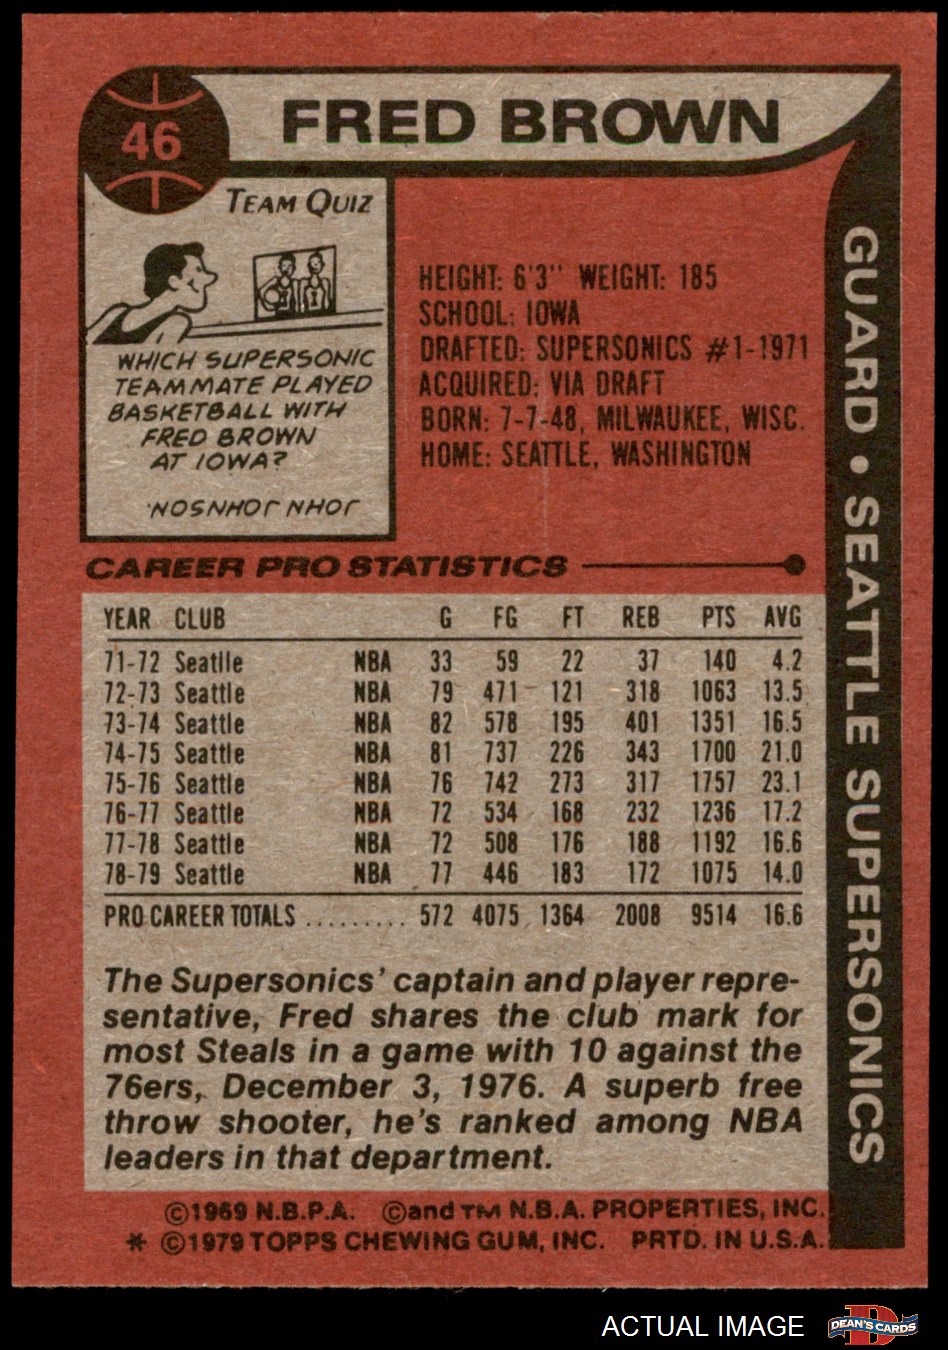 46
FRED BROWN
GUARD • SEATTLE SUPERSONICS
TEAM QUIZ
WHICH SUPERSONIC
TEAMMATE PLAYED
BASKETBALL WITH
FRED BROWN
AT IOWA?
JOHN JOHNSON
HEIGHT: 6'3" WEIGHT: 185
SCHOOL: IOWA
DRAFTED: SUPERSONICS #1-1971
ACQUIRED: VIA DRAFT
BORN: 7-7-48, MILWAUKEE, WISC.
HOME: SEATTLE, WASHINGTON
CAREER PRO STATISTICS
YEAR CLUB G FG FT REB PTS AVG
71-72 Seattle NBA 33 59 22 37 140 4.2
72-73 Seattle NBA 79 471 121 318 1063 13.5
73-74 Seattle NBA 82 578 195 401 1351 16.5
74-75 Seattle NBA 81 737 226 343 1700 21.0
75-76 Seattle NBA 76 742 273 317 1757 23.1
76-77 Seattle NBA 72 534 168 232 1236 17.2
77-78 Seattle NBA 72 508 176 188 1192 16.6
78-79 Seattle NBA 77 446 183 172 1075 14.0
PRO CAREER TOTALS ......... 572 4075 1364 2008 9514 16.6
The Supersonics' captain and player repre-
sentative, Fred shares the club mark for
most Steals in a game with 10 against the
76ers, December 3, 1976. A superb free
throw shooter, he's ranked among NBA
leaders in that department.
©1969 N.B.P.A. ©and TM N.B.A. PROPERTIES, INC.
* ©1979 TOPPS CHEWING GUM, INC. PRTD. IN U.S.A.
ACTUAL IMAGE
D
DEAN'S CARDS